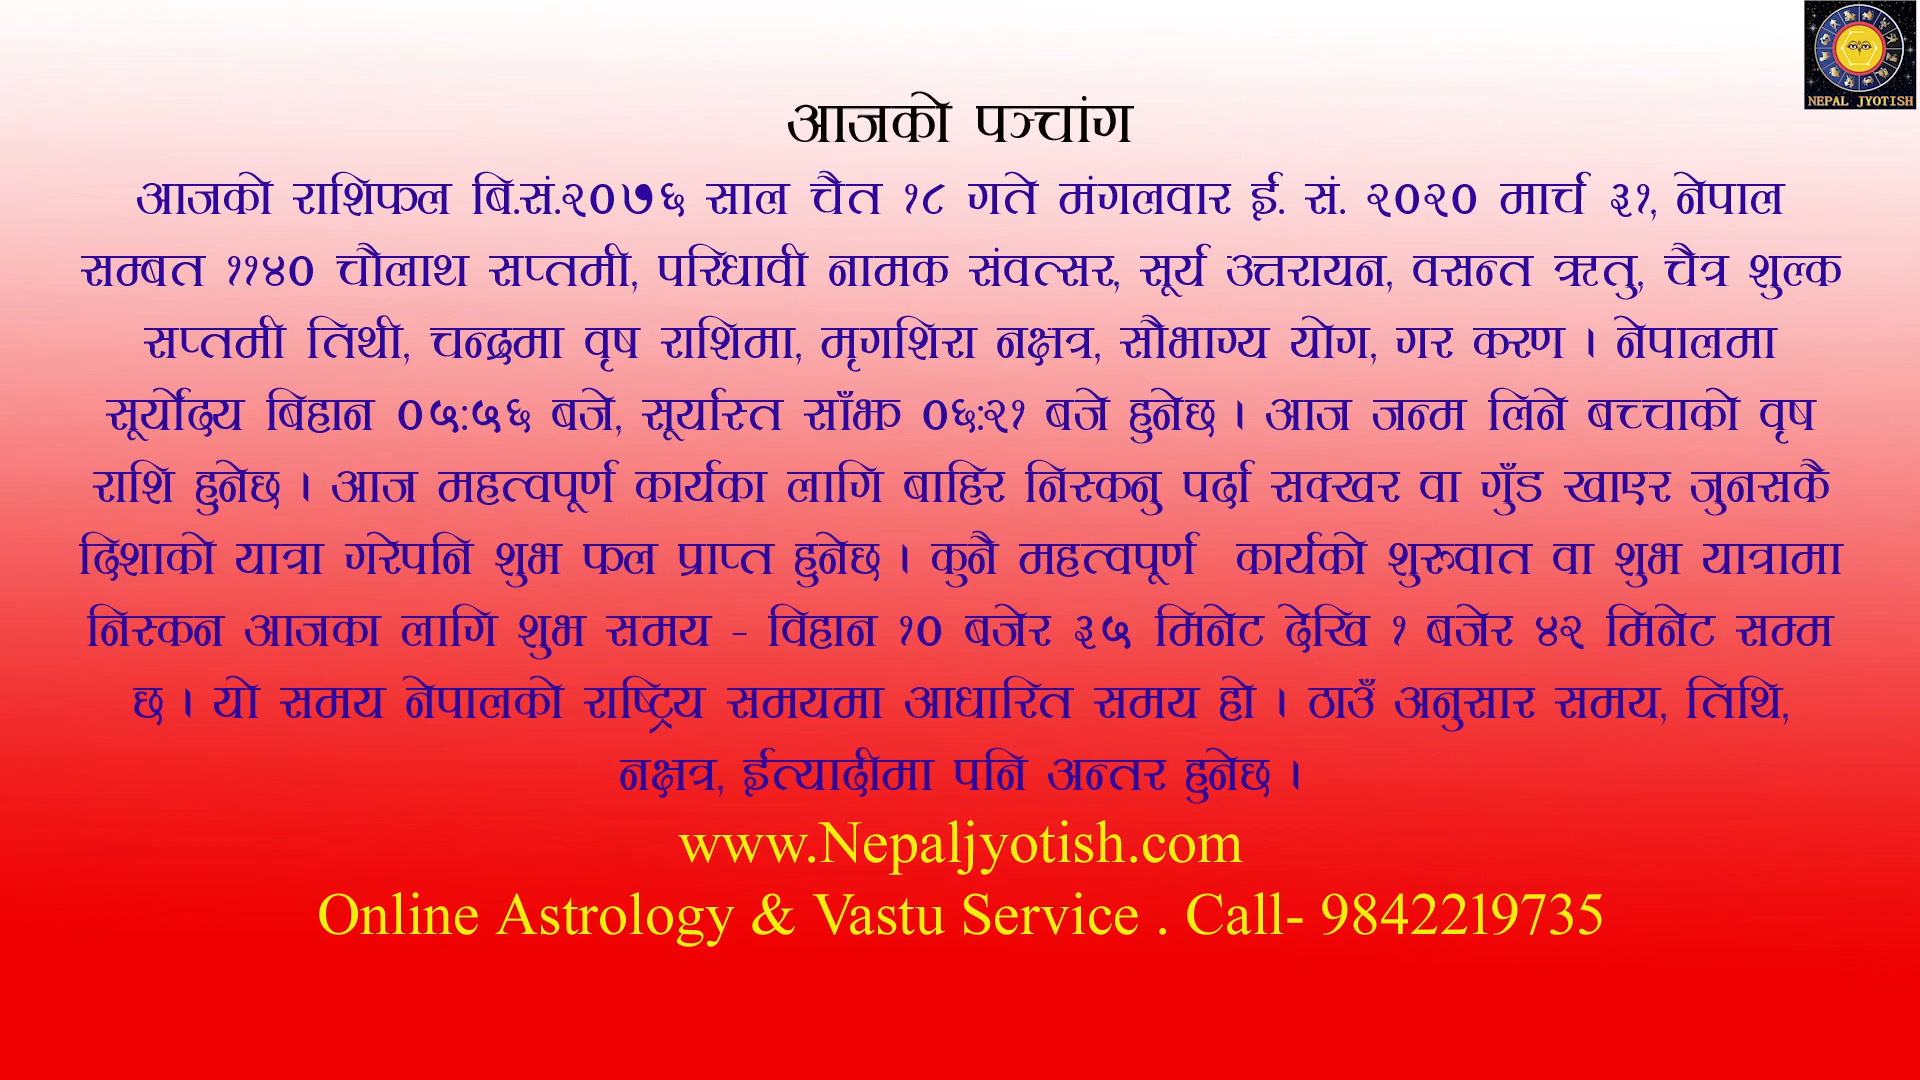 NEPAL JYOTISH
आजको पञ्चांग
आजको राशिफल बि.सं.२०७६ साल चैत १८ गते मंगलवार ई. सं. २०२० मार्च ३१, नेपाल
सम्बत ११४० चौलाथ सप्तमी, परिधावी नामक संवत्सर, सूर्य उत्तरायन, वसन्त ऋतु, चैत्र शुल्क
सप्तमी तिथी, चन्द्रमा वृष राशिमा, मृगशिरा नक्षत्र, सौभाग्य योग, गर करण । नेपालमा
सूर्योदय बिहान ०५:५६ बजे, सूर्यास्त साँझ ०६:२१ बजे हुनेछ । आज जन्म लिने बच्चाको वृष
राशि हुनेछ । आज महत्वपूर्ण कार्यका लागि बाहिर निस्कनु पर्दा सक्खर वा गुँड खाएर जुनसकै
दिशाको यात्रा गरेपनि शुभ फल प्राप्त हुनेछ । कुनै महत्वपूर्ण कार्यको शुरुवात वा शुभ यात्रामा
निस्कन आजका लागि शुभ समय - विहान १० बजेर ३५ मिनेट देखि १ बजेर ४२ मिनेट सम्म
छ । यो समय नेपालको राष्ट्रिय समयमा आधारित समय हो । ठाउँ अनुसार समय, तिथि,
नक्षत्र, ईत्यादीमा पनि अन्तर हुनेछ ।
www.Nepaljyotish.com
Online Astrology & Vastu Service . Call- 9842219735